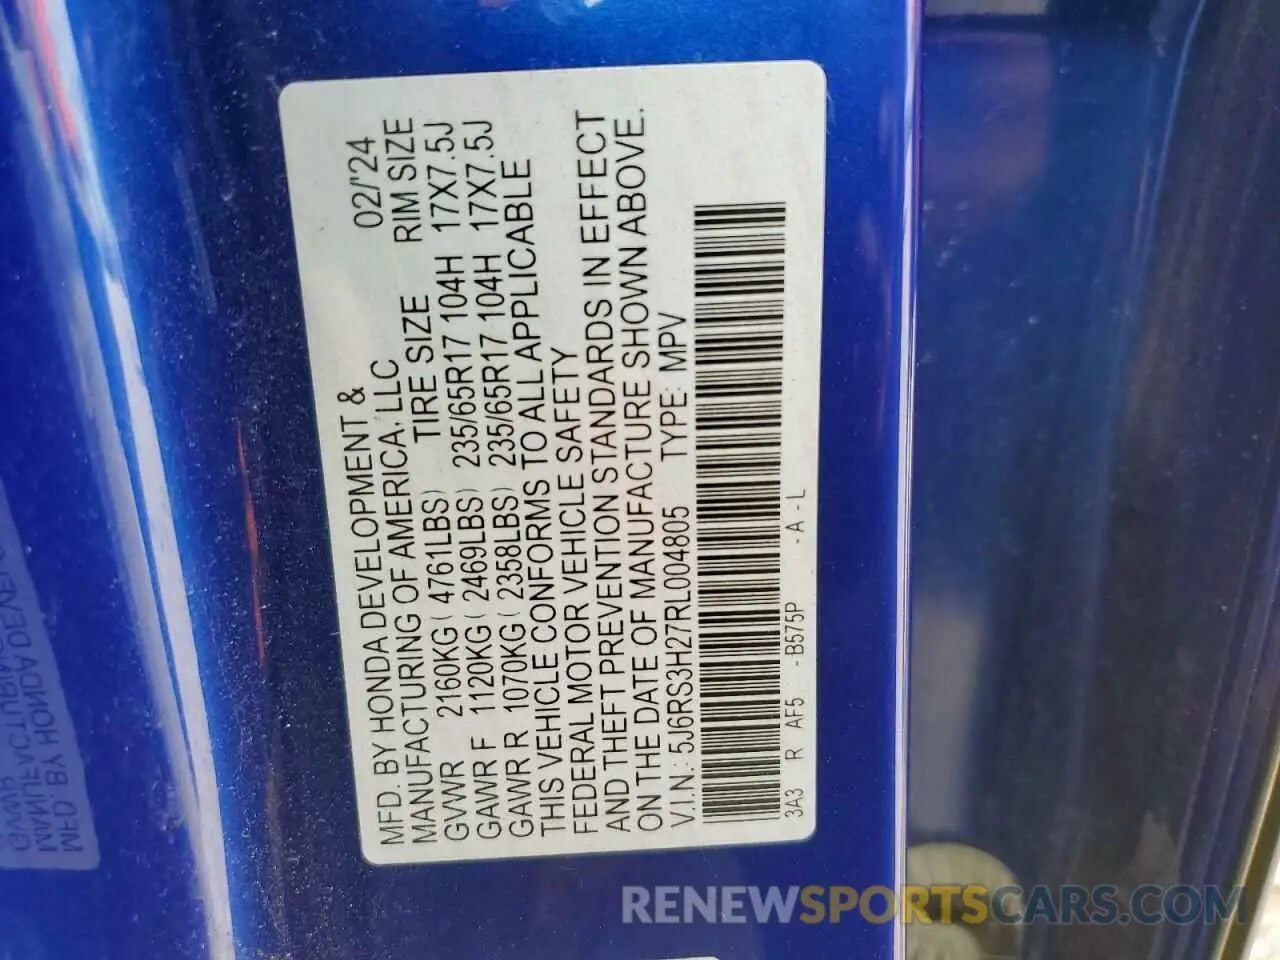 MFD. BY HONDA DEVELOPMENT &
MANUFACTURING OF AMERICA, LLC 02/'24
TIRE SIZE RIM SIZE
GVWR 2160KG ( 4761LBS)
GAWR F 1120KG ( 2469LBS) 235/65R17 104H 17X7.5J
GAWR R 1070KG ( 2358LBS) 235/65R17 104H 17X7.5J
THIS VEHICLE CONFORMS TO ALL APPLICABLE
FEDERAL MOTOR VEHICLE SAFETY
AND THEFT PREVENTION STANDARDS IN EFFECT
ON THE DATE OF MANUFACTURE SHOWN ABOVE.
V.I.N.: 5J6RS3H27RL004805 TYPE: MPV
3A3 R AF5 -B575P -A-L
RENEWSPORTSCARS.COM